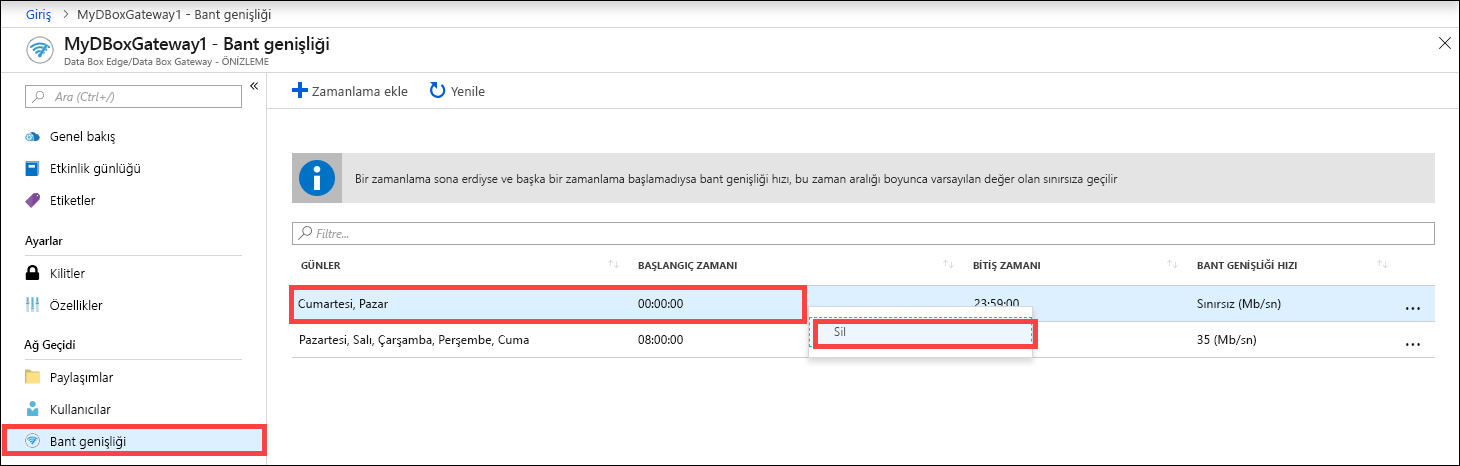 Giriş > MyDBoxGateway1 - Bant genişliği
MyDBoxGateway1 - Bant genişliği
Data Box Edge/Data Box Gateway - ÖNİZLEME
Ara (Ctrl+/)
«
Zamanlama ekle Yenile
Genel bakış
Etkinlik günlüğü
Etiketler
Ayarlar
Kilitler
Özellikler
Ağ Geçidi
Paylaşımlar
Kullanıcılar
Bant genişliği
Bir zamanlama sona erdiyse ve başka bir zamanlama başlamadıysa bant genişliği hızı, bu zaman aralığı boyunca varsayılan değer olan sınırsıza geçilir
Filtre...
GÜNLER BAŞLANGIÇ ZAMANI BİTİŞ ZAMANI BANT GENİŞLİĞİ HIZI
Cumartesi, Pazar 00:00:00 23:59:00 Sınırsız (Mb/sn) ...
Sil
Pazartesi, Salı, Çarşamba, Perşembe, Cuma 08:00:00 35 (Mb/sn) ...